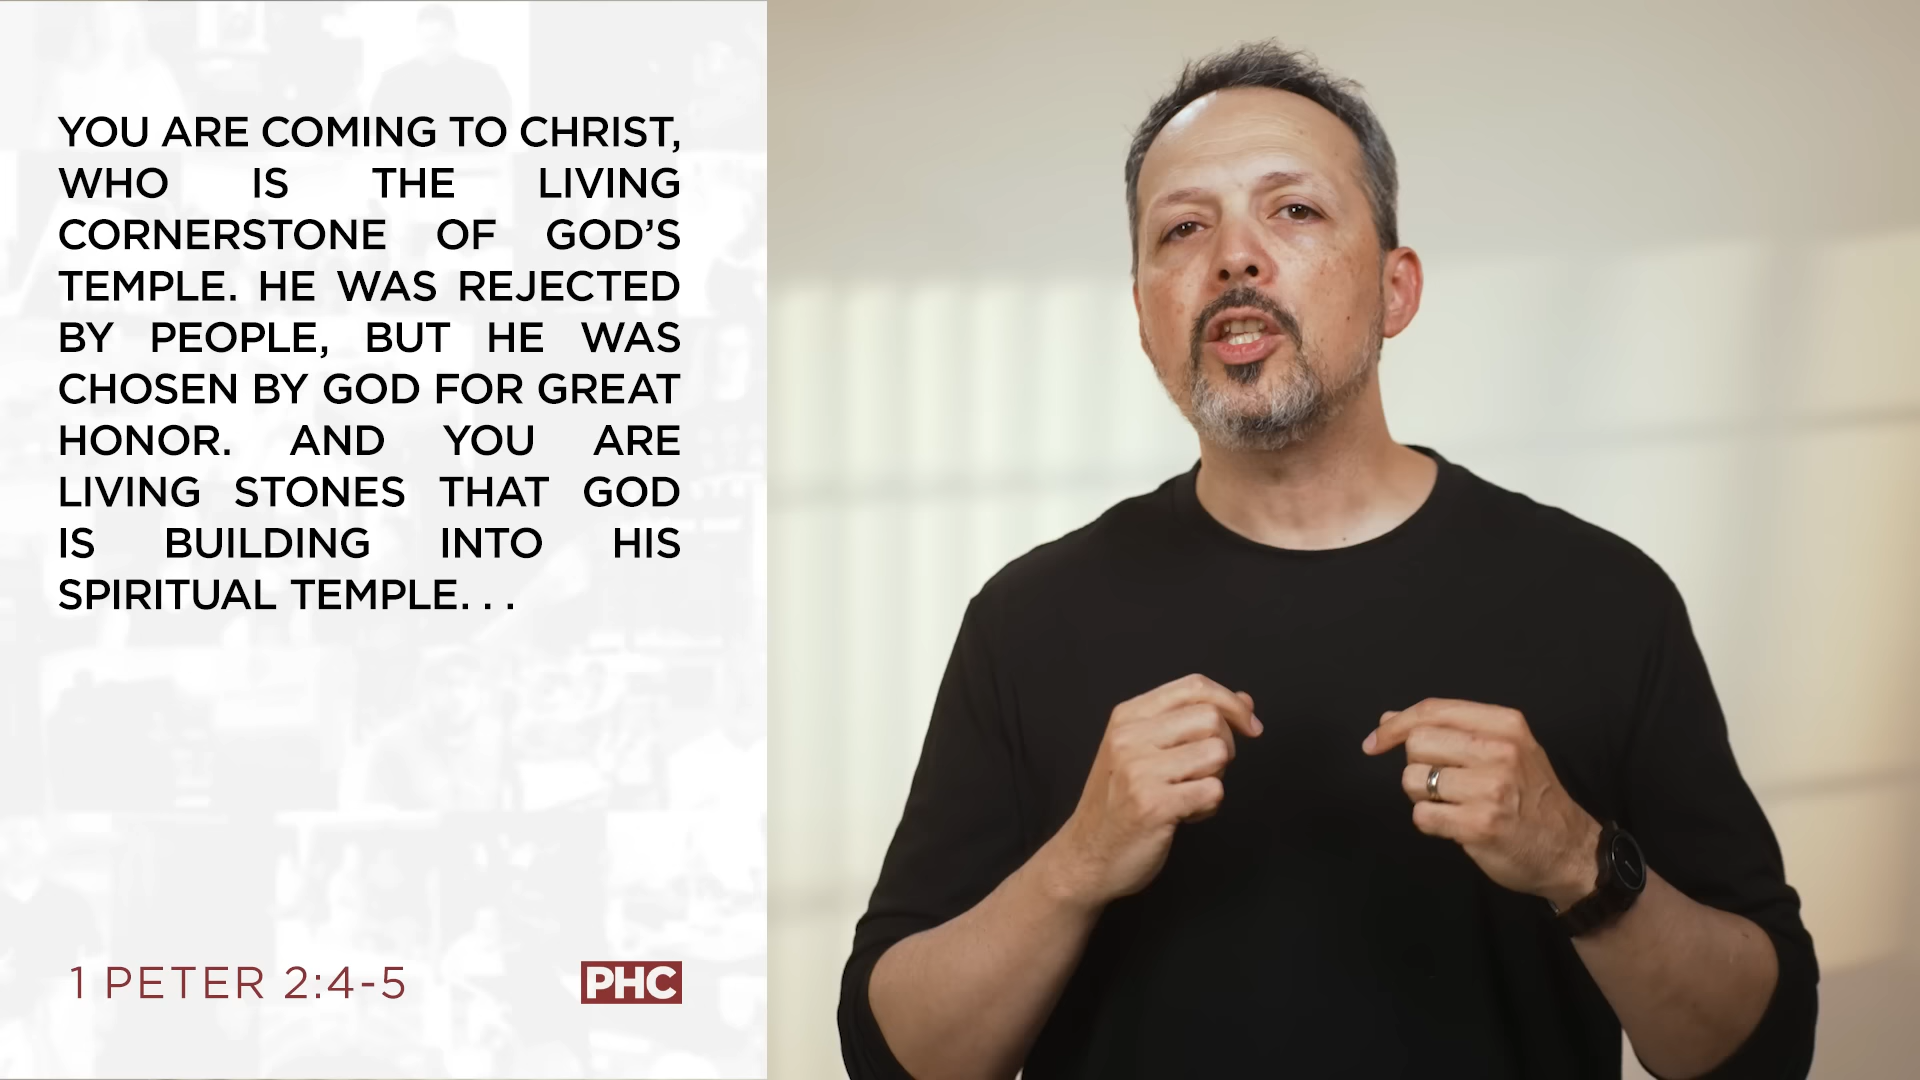 YOU ARE COMING TO CHRIST,
WHO IS THE LIVING
CORNERSTONE OF GOD’S
TEMPLE. HE WAS REJECTED
BY PEOPLE, BUT HE WAS
CHOSEN BY GOD FOR GREAT
HONOR. AND YOU ARE
LIVING STONES THAT GOD
IS BUILDING INTO HIS
SPIRITUAL TEMPLE. . .
1 PETER 2:4-5
PHC